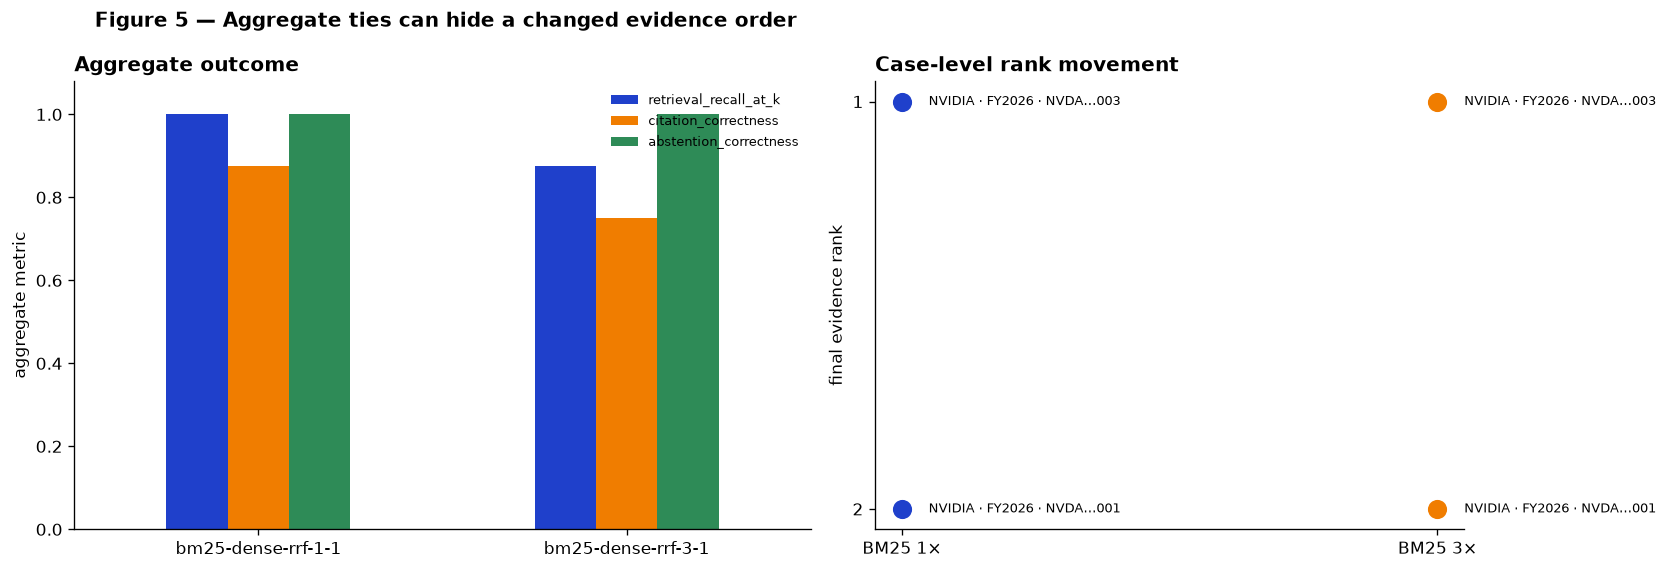 Figure 5 — Aggregate ties can hide a changed evidence order
Aggregate outcome
aggregate metric
1.0
0.8
0.6
0.4
0.2
0.0
retrieval_recall_at_k
citation_correctness
abstention_correctness
bm25-dense-rrf-1-1
bm25-dense-rrf-3-1
Case-level rank movement
final evidence rank
1
2
NVIDIA · FY2026 · NVDA…003
NVIDIA · FY2026 · NVDA…003
NVIDIA · FY2026 · NVDA…001
NVIDIA · FY2026 · NVDA…001
BM25 1×
BM25 3×